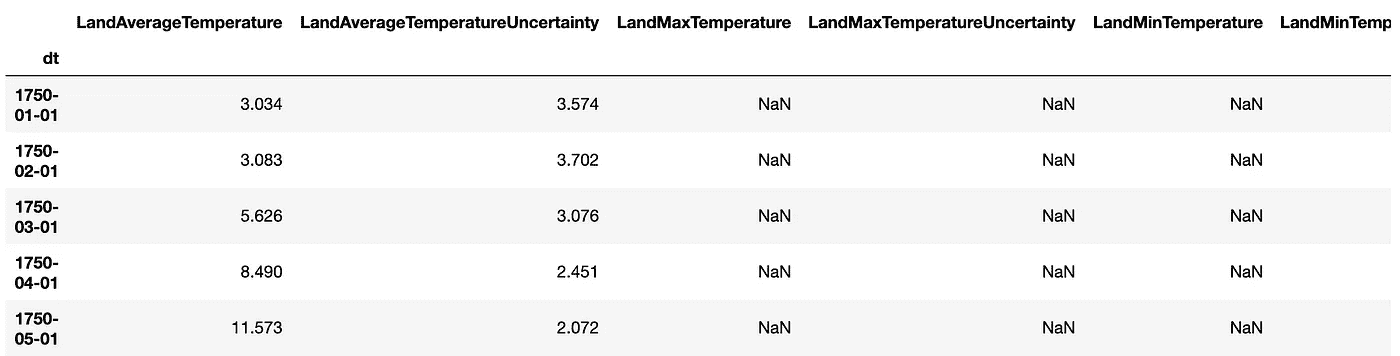 LandAverageTemperature LandAverageTemperatureUncertainty LandMaxTemperature LandMaxTemperatureUncertainty LandMinTemperature LandMinTemp
dt
1750-
01-01 3.034 3.574 NaN NaN NaN
1750-
02-01 3.083 3.702 NaN NaN NaN
1750-
03-01 5.626 3.076 NaN NaN NaN
1750-
04-01 8.490 2.451 NaN NaN NaN
1750-
05-01 11.573 2.072 NaN NaN NaN